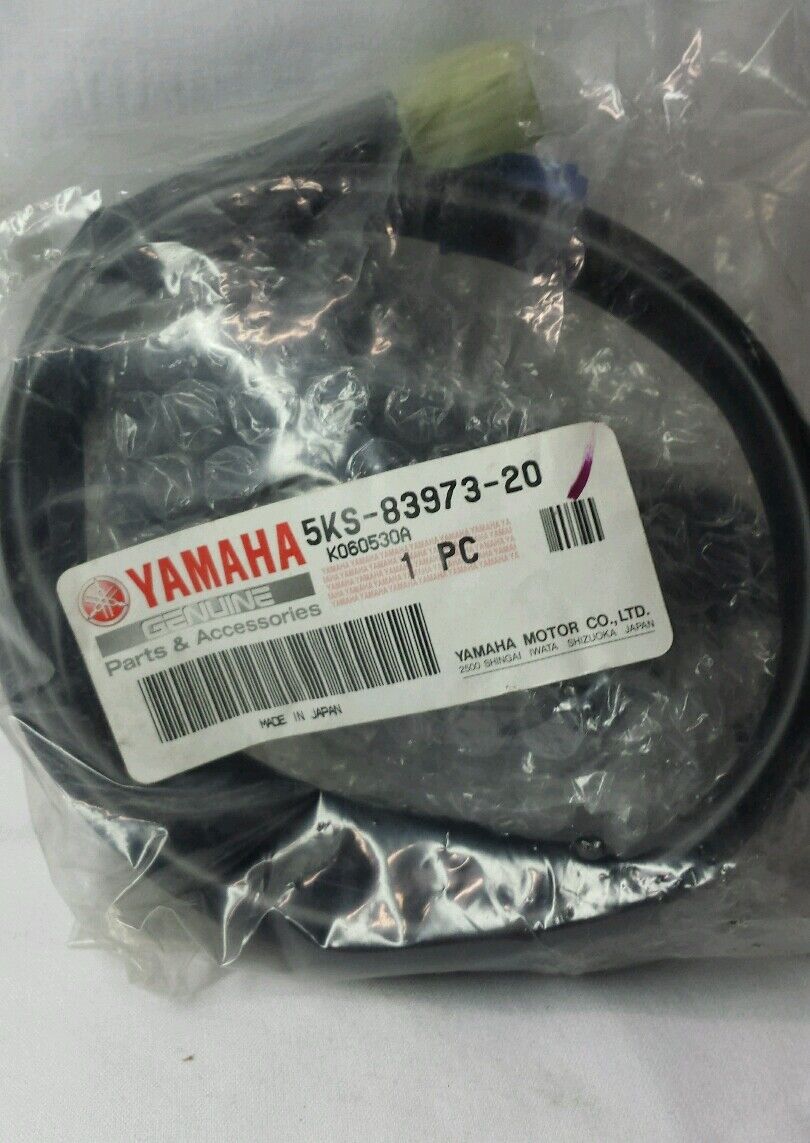 YAMAHA
GENUINE
Parts & Accessories
5KS-83973-20
K060530A
1 PC
YAMAHA MOTOR CO., LTD.
2500 SHINGAI IWATA SHIZUOKA JAPAN
MADE IN JAPAN